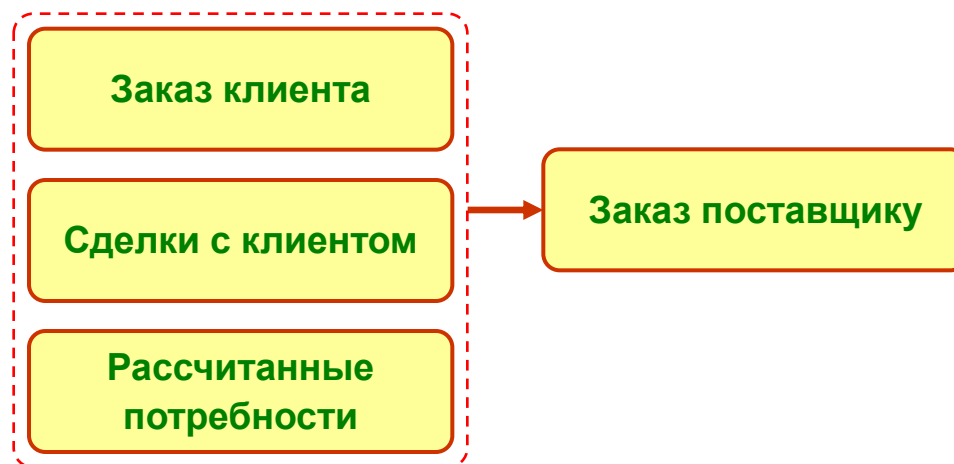 Заказ клиента
Сделки с клиентом
Заказ поставщику
Рассчитанные
потребности